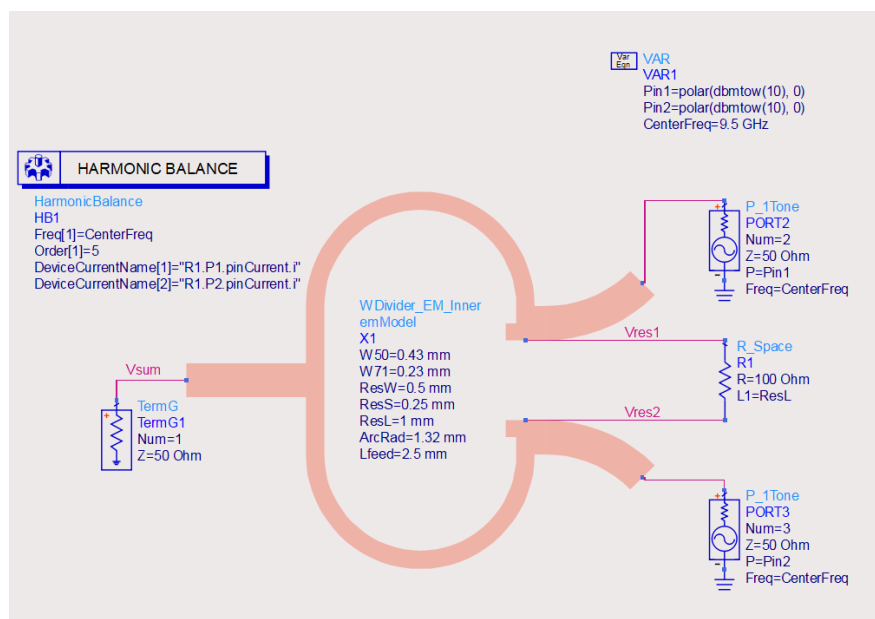 Var
Eqn
VAR
VAR1
Pin1=polar(dbmtow(10), 0)
Pin2=polar(dbmtow(10), 0)
CenterFreq=9.5 GHz
HARMONIC BALANCE
HarmonicBalance
HB1
Freq[1]=CenterFreq
Order[1]=5
DeviceCurrentName[1]="R1.P1.pinCurrent.i"
DeviceCurrentName[2]="R1.P2.pinCurrent.i"
P_1Tone
PORT2
Num=2
Z=50 Ohm
P=Pin1
Freq=CenterFreq
WDivider_EM_Inner
emModel
X1
W50=0.43 mm
W71=0.23 mm
ResW=0.5 mm
ResS=0.25 mm
ResL=1 mm
ArcRad=1.32 mm
Lfeed=2.5 mm
Vres1
R_Space
R1
R=100 Ohm
L1=ResL
Vres2
Vsum
TermG
TermG1
Num=1
Z=50 Ohm
P_1Tone
PORT3
Num=3
Z=50 Ohm
P=Pin2
Freq=CenterFreq